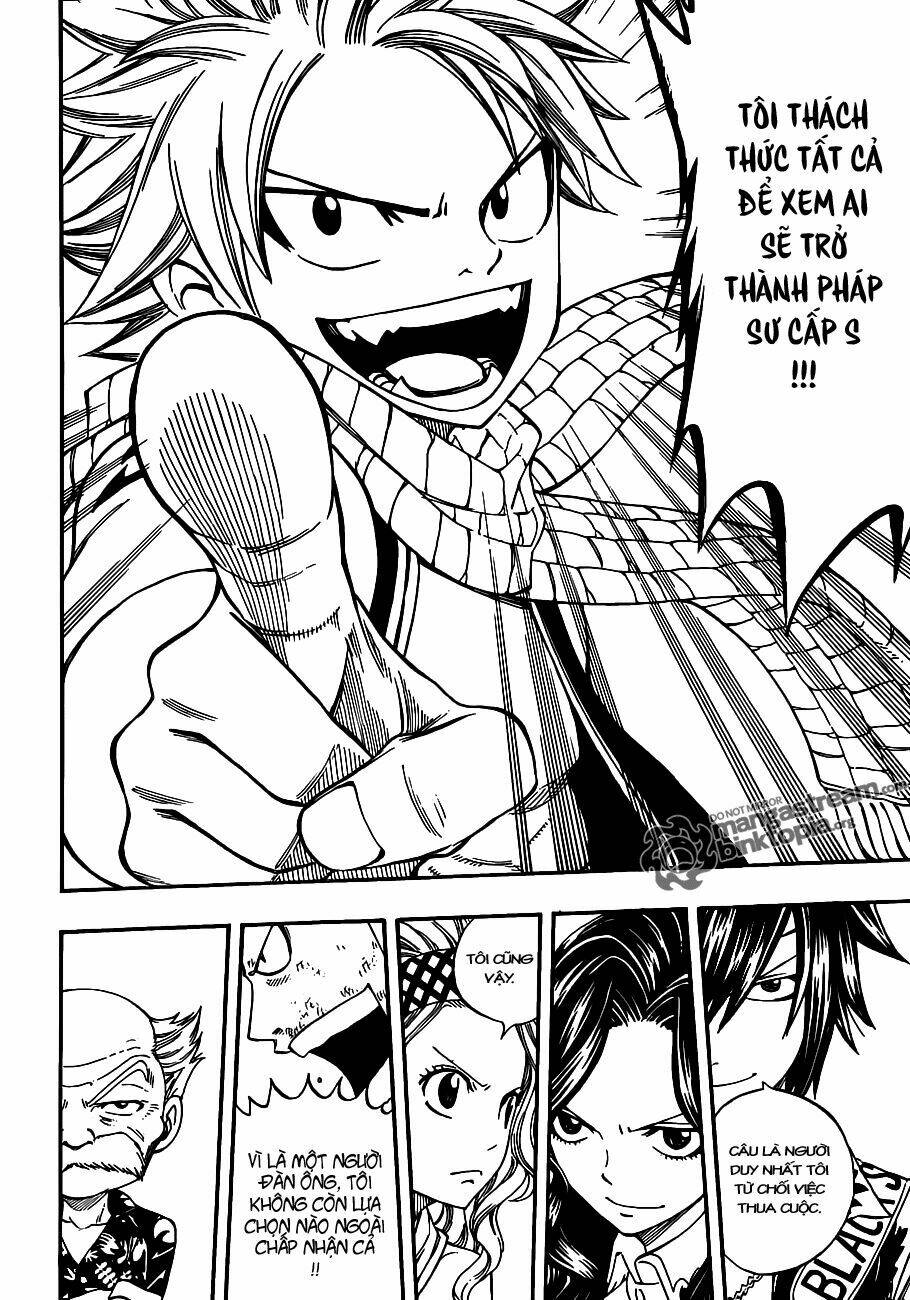 TÔI THÁCH
THỨC TẤT CẢ
ĐỂ XEM AI
SẼ TRỞ
THÀNH PHÁP
SƯ CẤP S
!!!
DO NOT MIRROR
mangastream.com
binktopia.org
CÂU LÀ NGƯỜI
DUY NHẤT TÔI
TỪ CHỐI VIỆC
THUA CUỘC.
BLACKS
TÔI CŨNG
VẬY.
VÌ LÀ MỘT NGƯỜI
ĐÀN ÔNG, TÔI
KHÔNG CÒN LỰA
CHỌN NÀO NGOÀI
CHẤP NHẬN CẢ
!!